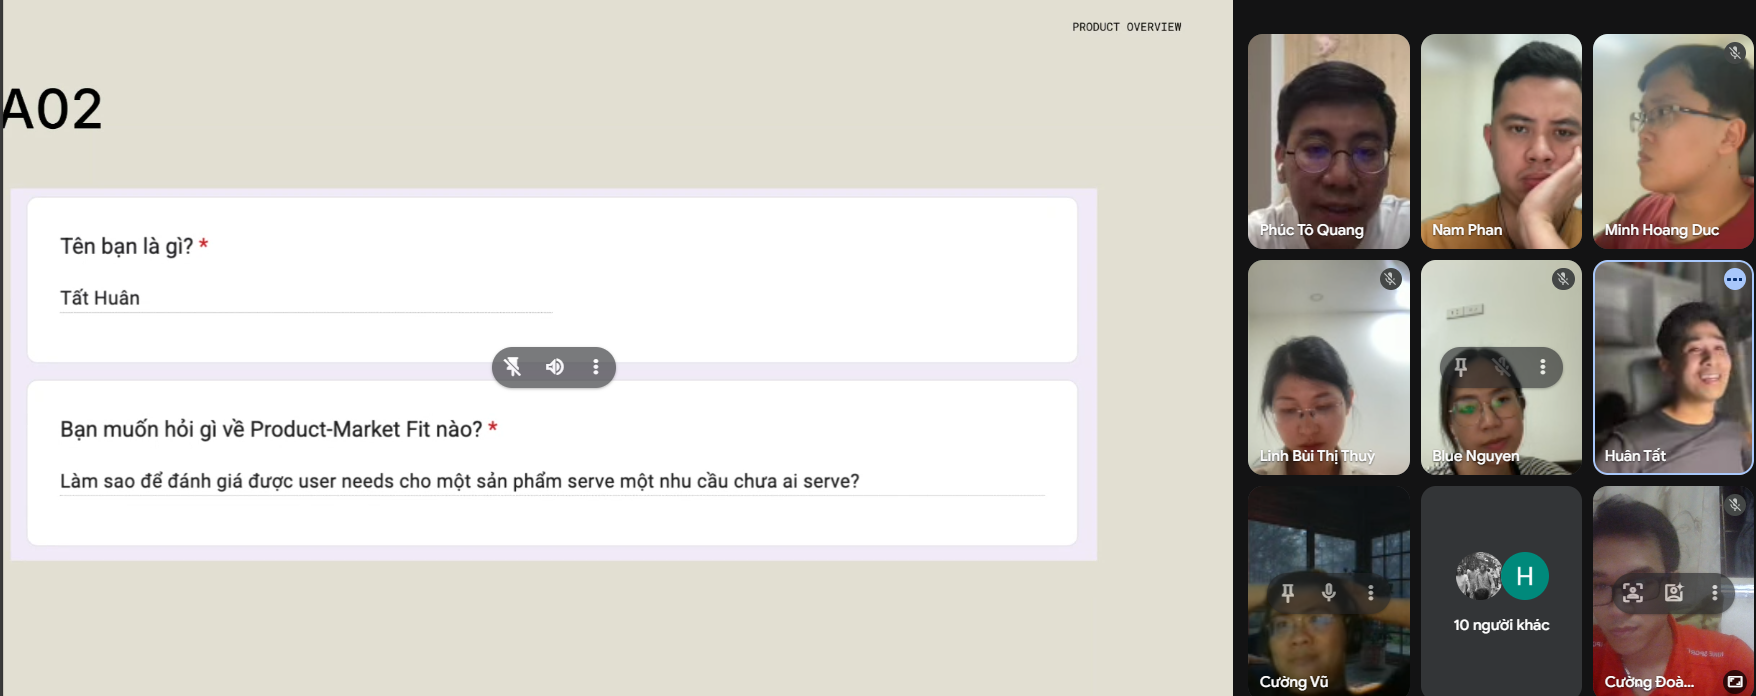 PRODUCT OVERVIEW
A02
Tên bạn là gì? *
Tất Huân
Bạn muốn hỏi gì về Product-Market Fit nào? *
Làm sao để đánh giá được user needs cho một sản phẩm serve một nhu cầu chưa ai serve?
Phúc Tô Quang
Nam Phan
Minh Hoang Duc
Linh Bùi Thị Thuỳ
Blue Nguyen
Huân Tất
Cường Vũ
H
10 người khác
Cường Đoà...